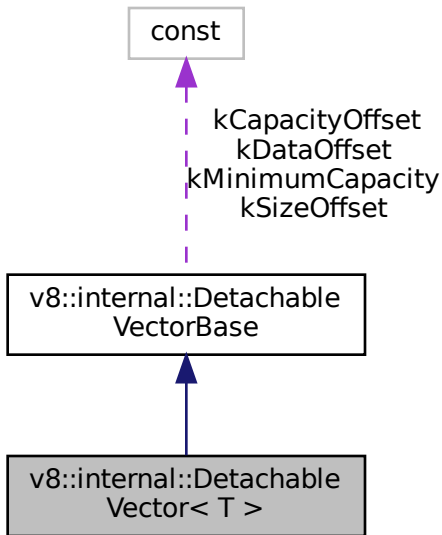 const
kCapacityOffset
kDataOffset
kMinimumCapacity
kSizeOffset
v8::internal::Detachable
VectorBase
v8::internal::Detachable
Vector< T >